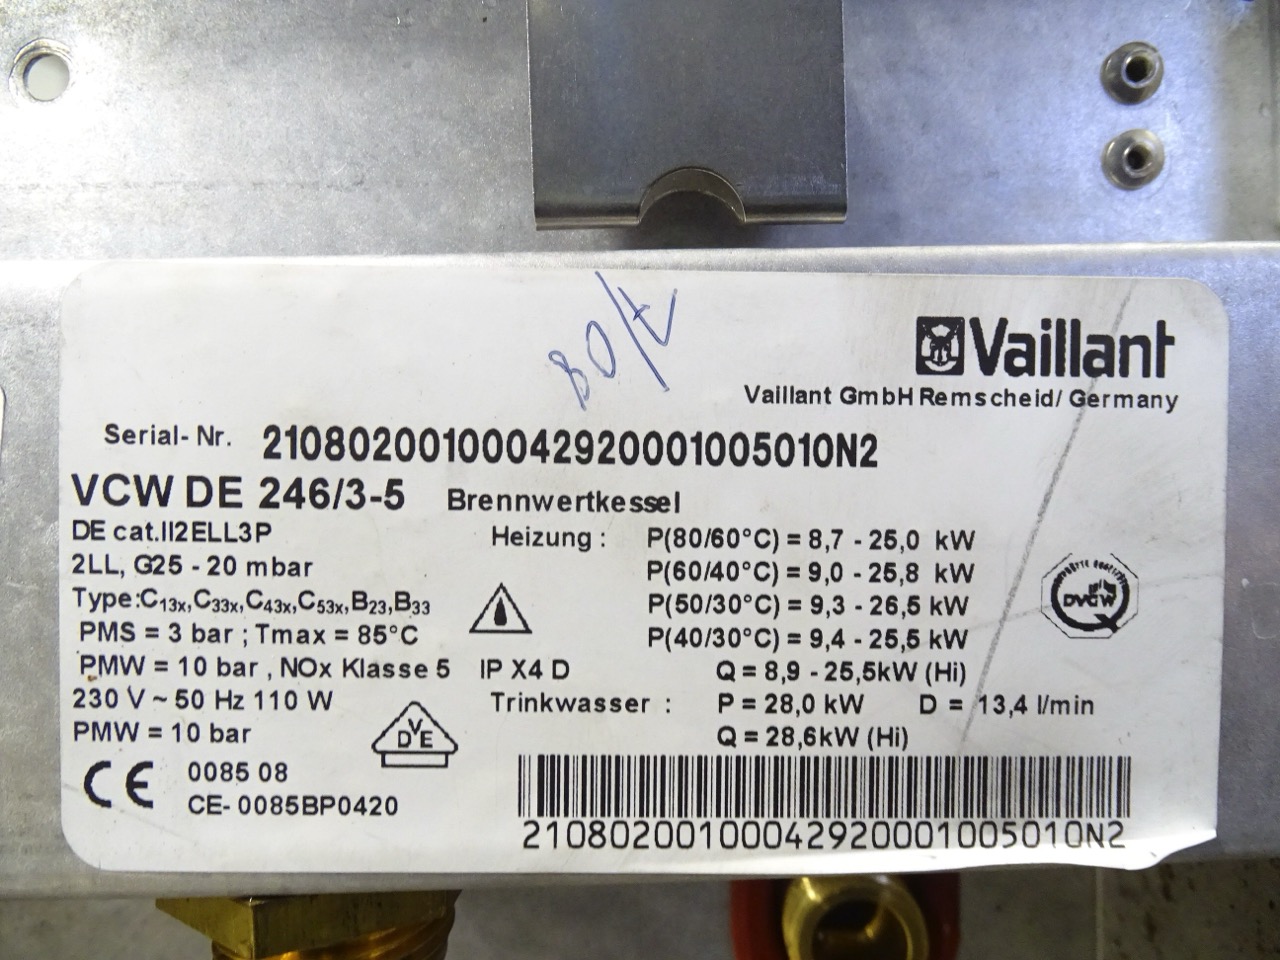 80/t
Vaillant
Vaillant GmbH Remscheid/ Germany
Serial-Nr. 21080200100042920001005010N2
VCW DE 246/3-5 Brennwertkessel
DE cat.II2ELL3P
2LL, G25 - 20 mbar
Type:C13x,C33x,C43x,C53x,B23,B33
PMS = 3 bar ; Tmax = 85°C
PMW = 10 bar , NOx Klasse 5 IP X4 D
230 V ~ 50 Hz 110 W
PMW = 10 bar
Heizung : P(80/60°C) = 8,7 - 25,0 kW
P(60/40°C) = 9,0 - 25,8 kW
P(50/30°C) = 9,3 - 26,5 kW
P(40/30°C) = 9,4 - 25,5 kW
Q = 8,9 - 25,5kW (Hi)
Trinkwasser : P = 28,0 kW D = 13,4 l/min
Q = 28,6kW (Hi)
DVGW
VDE
CE 0085 08
CE- 0085BP0420
21080200100042920001005010N2